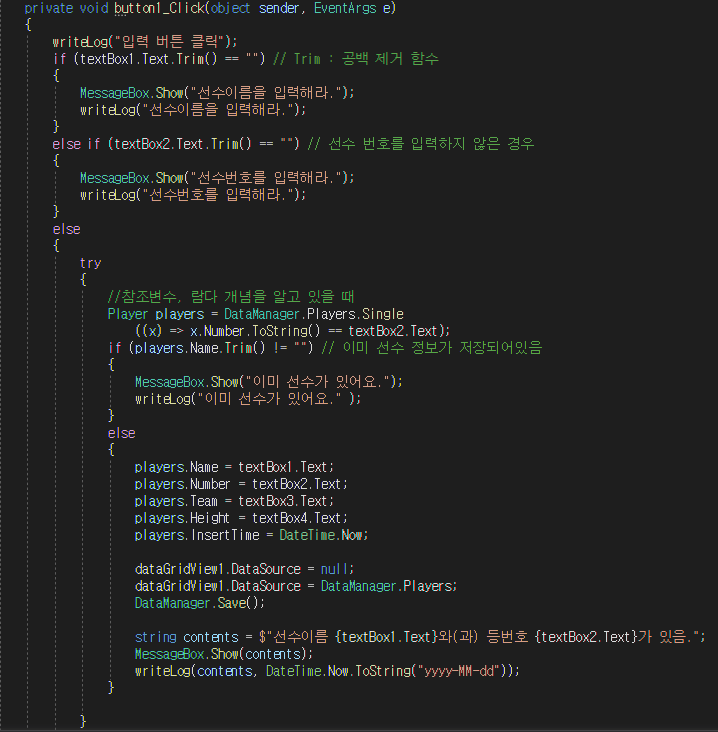 private void button1_Click(object sender, EventArgs e)
{
writeLog("입력 버튼 클릭");
if (textBox1.Text.Trim() == "") // Trim : 공백 제거 함수
{
MessageBox.Show("선수이름을 입력해라.");
writeLog("선수이름을 입력해라.");
}
else if (textBox2.Text.Trim() == "") // 선수 번호를 입력하지 않은 경우
{
MessageBox.Show("선수번호를 입력해라.");
writeLog("선수번호를 입력해라.");
}
else
{
try
{
//참조변수, 람다 개념을 알고 있을 때
Player players = DataManager.Players.Single
((x) => x.Number.ToString() == textBox2.Text);
if (players.Name.Trim() != "") // 이미 선수 정보가 저장되어있음
{
MessageBox.Show("이미 선수가 있어요.");
writeLog("이미 선수가 있어요." );
}
else
{
players.Name = textBox1.Text;
players.Number = textBox2.Text;
players.Team = textBox3.Text;
players.Height = textBox4.Text;
players.InsertTime = DateTime.Now;
dataGridView1.DataSource = null;
dataGridView1.DataSource = DataManager.Players;
DataManager.Save();
string contents = $"선수이름 {textBox1.Text}와(과) 등번호 {textBox2.Text}가 있음.";
MessageBox.Show(contents);
writeLog(contents, DateTime.Now.ToString("yyyy-MM-dd"));
}
}